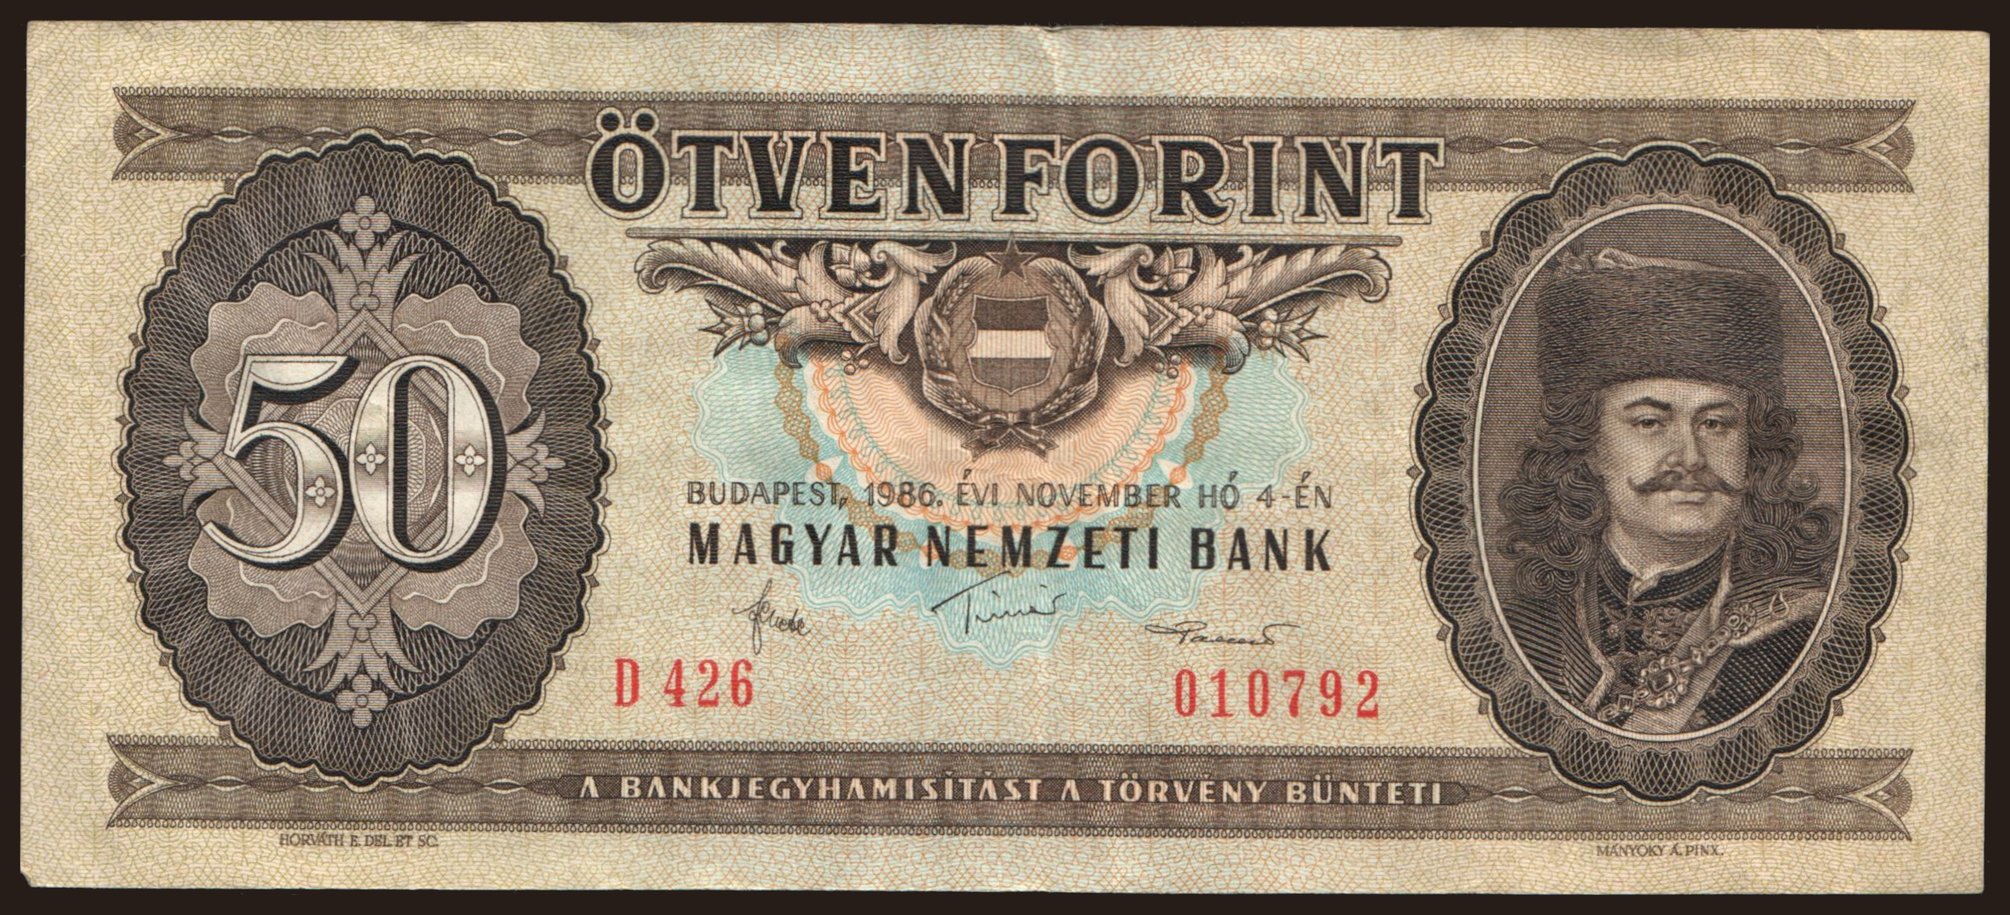 ÖTVEN FORINT
50
BUDAPEST, 1986. ÉVI NOVEMBER HÓ 4-ÉN
MAGYAR NEMZETI BANK
D 426 010792
A BANKJEGYHAMISÍTÁST A TÖRVÉNY BÜNTETI
HORVÁTH E. DEL. ET SC.
MÁNYOKY Á. PINX.